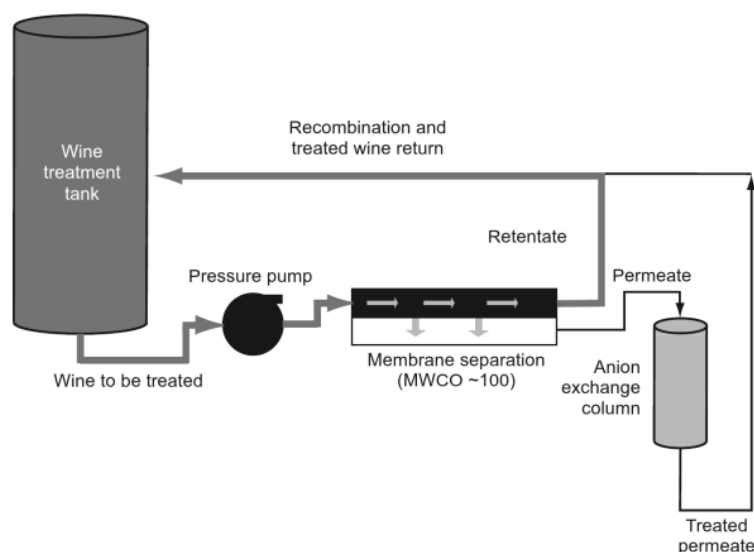 Wine
treatment
tank
Recombination and
treated wine return
Retentate
Pressure pump
Permeate
Wine to be treated
Membrane separation
(MWCO ~100)
Anion
exchange
column
Treated
permeate